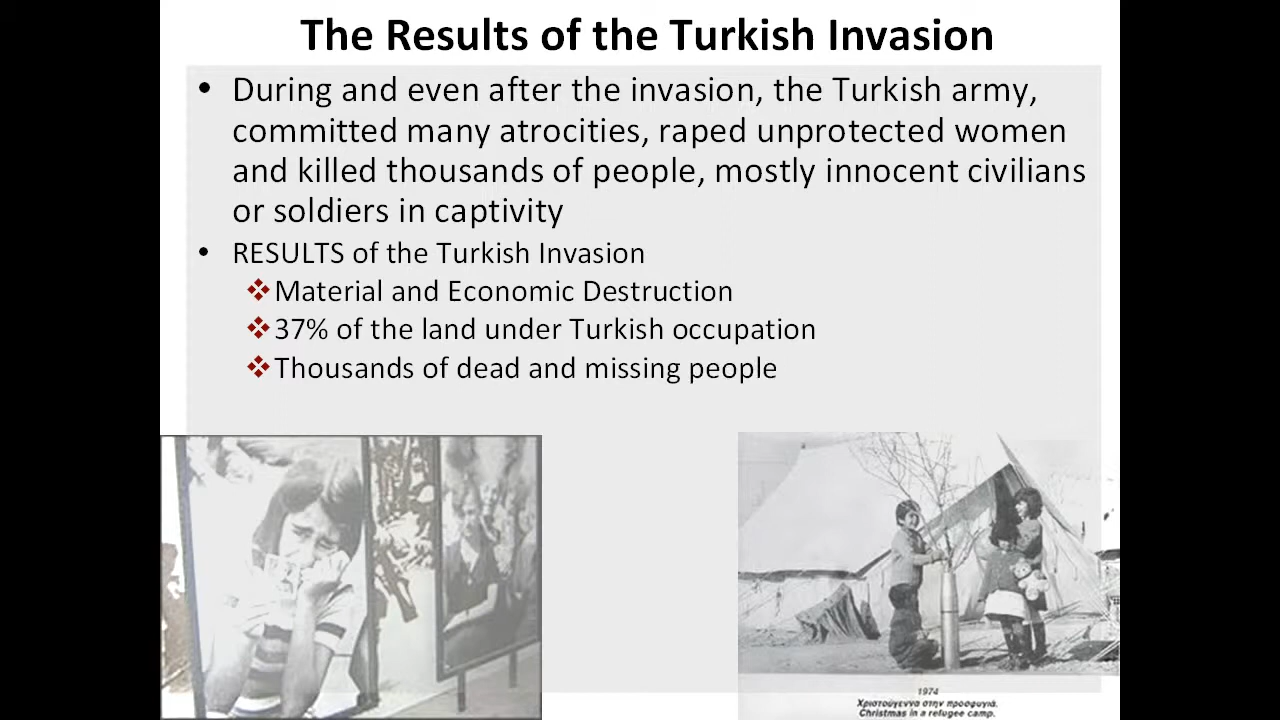 The Results of the Turkish Invasion
• During and even after the invasion, the Turkish army,
committed many atrocities, raped unprotected women
and killed thousands of people, mostly innocent civilians
or soldiers in captivity
• RESULTS of the Turkish Invasion
❖Material and Economic Destruction
❖37% of the land under Turkish occupation
❖Thousands of dead and missing people
1974
Χριστούγεννα στην προσφυγιά.
Christmas in a refugee camp.